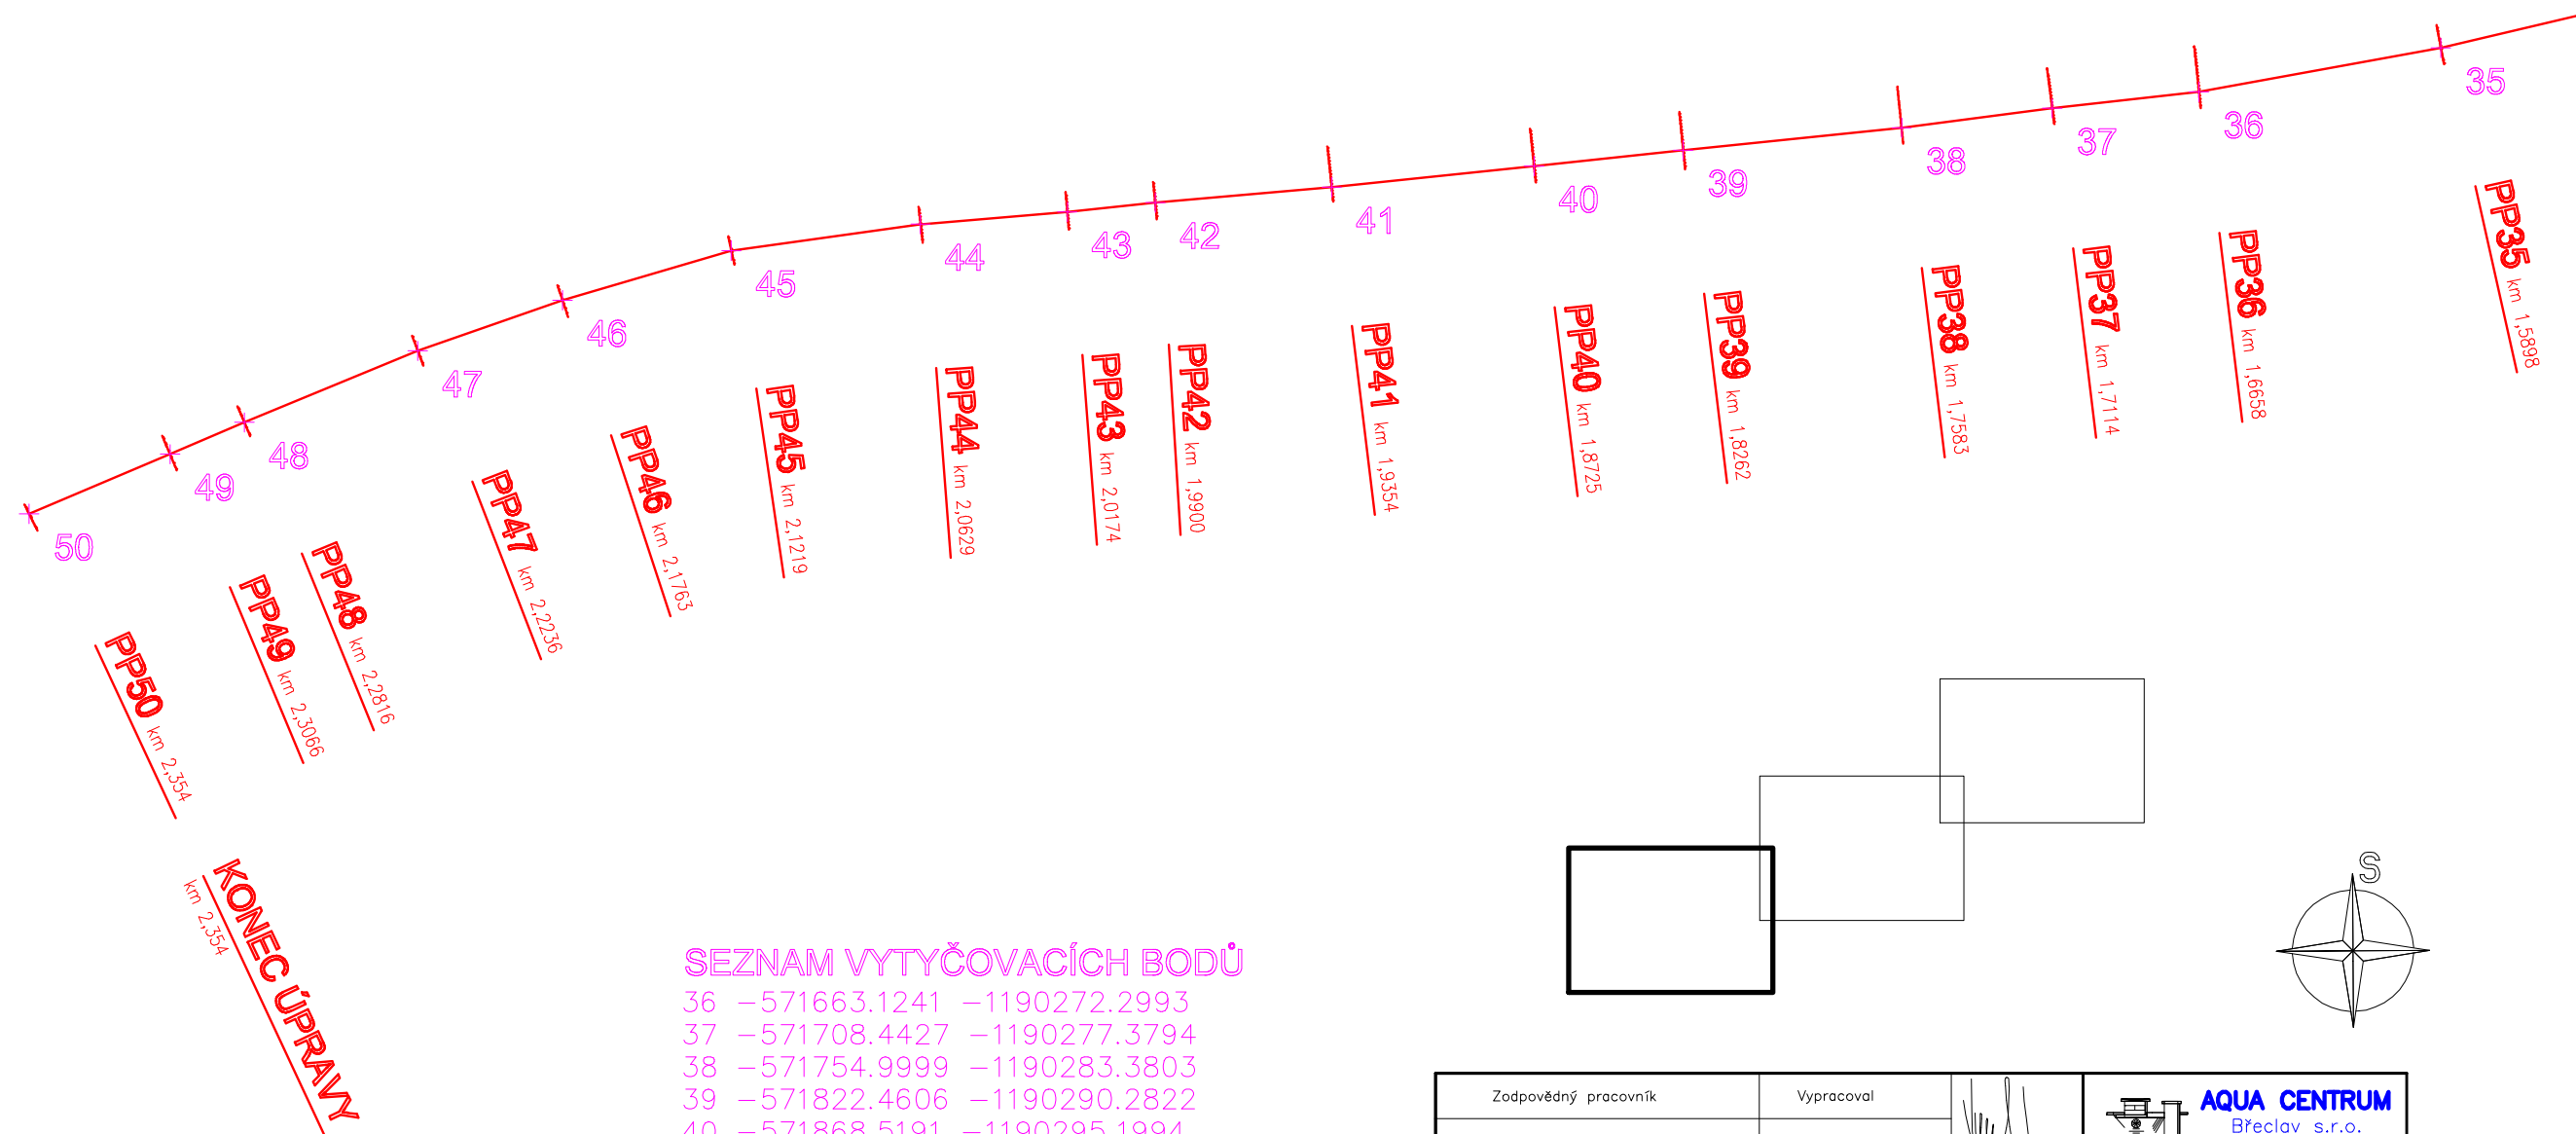 35
36
37
38
39
40
41
42
43
44
45
46
47
48
49
50
PP35 km 1,5898
PP36 km 1,6658
PP37 km 1,7114
PP38 km 1,7583
PP39 km 1,8262
PP40 km 1,8725
PP41 km 1,9354
PP42 km 1,9900
PP43 km 2,0174
PP44 km 2,0629
PP45 km 2,1219
PP46 km 2,1763
PP47 km 2,2236
PP48 km 2,2816
PP49 km 2,3066
PP50 km 2,354
KONEC ÚPRAVY
km 2,354
S
SEZNAM VYTYČOVACÍCH BODŮ
36 -571663.1241 -1190272.2993
37 -571708.4427 -1190277.3794
38 -571754.9999 -1190283.3803
39 -571822.4606 -1190290.2822
40 -571868.5191 -1190295.1994
Zodpovědný pracovník
Vypracoval
AQUA CENTRUM
Břeclav s.r.o.